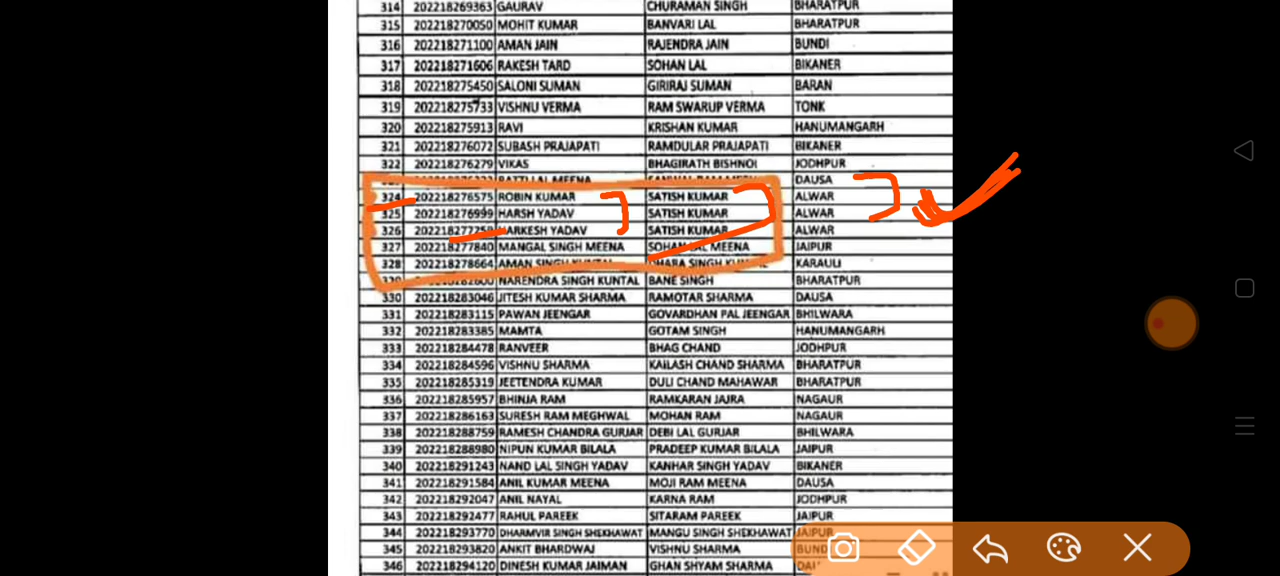 314 202218269363 GAURAV CHURAMAN SINGH BHARATPUR
315 202218270050 MOHIT KUMAR BANVARI LAL BHARATPUR
316 202218271100 AMAN JAIN RAJENDRA JAIN BUNDI
317 202218271606 RAKESH TARD SOHAN LAL BIKANER
318 202218275450 SALONI SUMAN GIRIRAJ SUMAN BARAN
319 202218275733 VISHNU VERMA RAM SWARUP VERMA TONK
320 202218275913 RAVI KRISHAN KUMAR HANUMANGARH
321 202218276072 SUBASH PRAJAPATI RAMDULAR PRAJAPATI BIKANER
322 202218276279 VIKAS BHAGIRATH BISHNOI JODHPUR
MEENA DAUSA
324 202218276575 ROBIN KUMAR SATISH KUMAR ALWAR
325 202218276999 HARSH YADAV SATISH KUMAR ALWAR
326 202218277259 HARKESH YADAV SATISH KUMAR ALWAR
327 202218277840 MANGAL SINGH MEENA SOHAN LAL MEENA JAIPUR
328 202218278664 AMAN SINGH KUNTAL DHARA SINGH KUNTAL KARAULI
329 NARENDRA SINGH KUNTAL BANE SINGH BHARATPUR
330 202218283046 JITESH KUMAR SHARMA RAMOTAR SHARMA DAUSA
331 202218283115 PAWAN JEENGAR GOVARDHAN PAL JEENGAR BHILWARA
332 202218283385 MAMTA GOTAM SINGH HANUMANGARH
333 202218284478 RANVEER BHAG CHAND JODHPUR
334 202218284596 VISHNU SHARMA KAILASH CHAND SHARMA BHARATPUR
335 202218285319 JEETENDRA KUMAR DULI CHAND MAHAWAR BHARATPUR
336 202218285957 BHINJA RAM RAMKARAN JAJRA NAGAUR
337 202218286163 SURESH RAM MEGHWAL MOHAN RAM NAGAUR
338 202218288759 RAMESH CHANDRA GURJAR DEBI LAL GURJAR BHILWARA
339 202218288980 NIPUN KUMAR BILALA PRADEEP KUMAR BILALA JAIPUR
340 202218291243 NAND LAL SINGH YADAV KANHAR SINGH YADAV BIKANER
341 202218291584 ANIL KUMAR MEENA MOJI RAM MEENA DAUSA
342 202218292047 ANIL NAYAL KARNA RAM JODHPUR
343 202218292477 RAHUL PAREEK SITARAM PAREEK JAIPUR
344 202218293770 DHARMVIR SINGH SHEKHAWAT MANGU SINGH SHEKHAWAT JAIPUR
345 202218293820 ANKIT BHARDWAJ VISHNU SHARMA BUND
346 202218294120 DINESH KUMAR JAIMAN GHAN SHYAM SHARMA